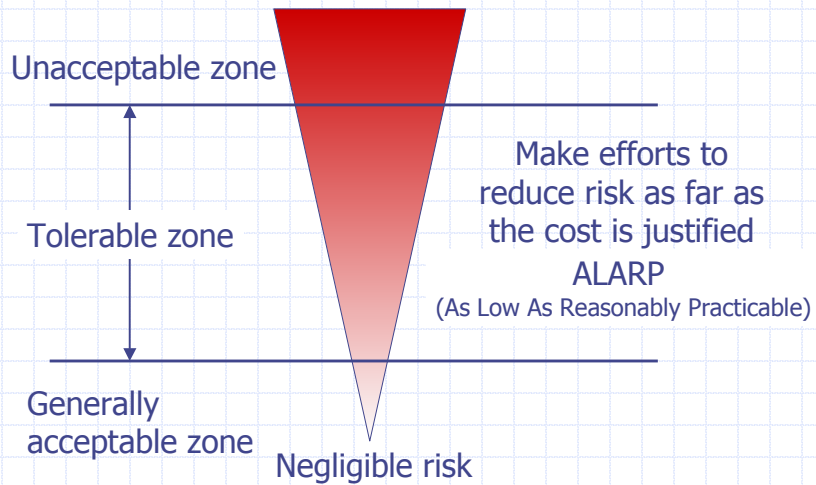 Unacceptable zone
Make efforts to
reduce risk as far as
the cost is justified
ALARP
(As Low As Reasonably Practicable)
Tolerable zone
Generally
acceptable zone
Negligible risk